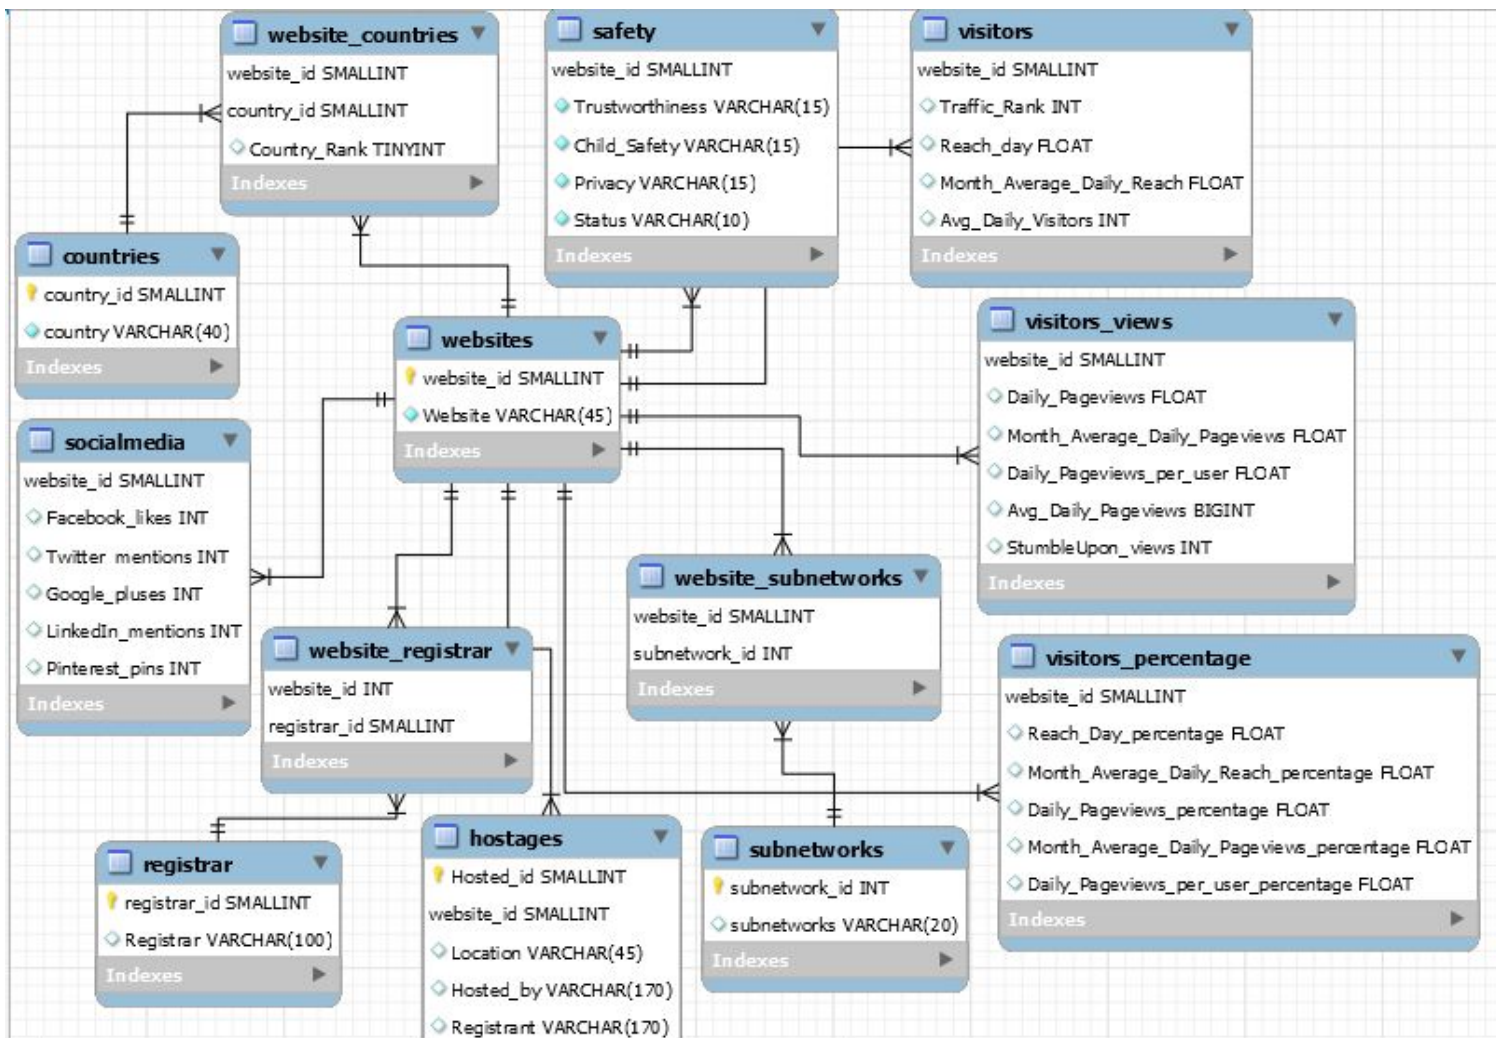 website_countries
website_id SMALLINT
country_id SMALLINT
Country_Rank TINYINT
Indexes
safety
website_id SMALLINT
Trustworthiness VARCHAR(15)
Child_Safety VARCHAR(15)
Privacy VARCHAR(15)
Status VARCHAR(10)
Indexes
visitors
website_id SMALLINT
Traffic_Rank INT
Reach_day FLOAT
Month_Average_Daily_Reach FLOAT
Avg_Daily_Visitors INT
Indexes
countries
country_id SMALLINT
country VARCHAR(40)
Indexes
websites
website_id SMALLINT
Website VARCHAR(45)
Indexes
visitors_views
website_id SMALLINT
Daily_Pageviews FLOAT
Month_Average_Daily_Pageviews FLOAT
Daily_Pageviews_per_user FLOAT
Avg_Daily_Pageviews BIGINT
StumbleUpon_views INT
Indexes
socialmedia
website_id SMALLINT
Facebook_likes INT
Twitter_mentions INT
Google_pluses INT
LinkedIn_mentions INT
Pinterest_pins INT
Indexes
website_registrar
website_id INT
registrar_id SMALLINT
Indexes
website_subnetworks
website_id SMALLINT
subnetwork_id INT
Indexes
visitors_percentage
website_id SMALLINT
Reach_Day_percentage FLOAT
Month_Average_Daily_Reach_percentage FLOAT
Daily_Pageviews_percentage FLOAT
Month_Average_Daily_Pageviews_percentage FLOAT
Daily_Pageviews_per_user_percentage FLOAT
Indexes
registrar
registrar_id SMALLINT
Registrar VARCHAR(100)
Indexes
hostages
Hosted_id SMALLINT
website_id SMALLINT
Location VARCHAR(45)
Hosted_by VARCHAR(170)
Registrant VARCHAR(170)
subnetworks
subnetwork_id INT
subnetworks VARCHAR(20)
Indexes